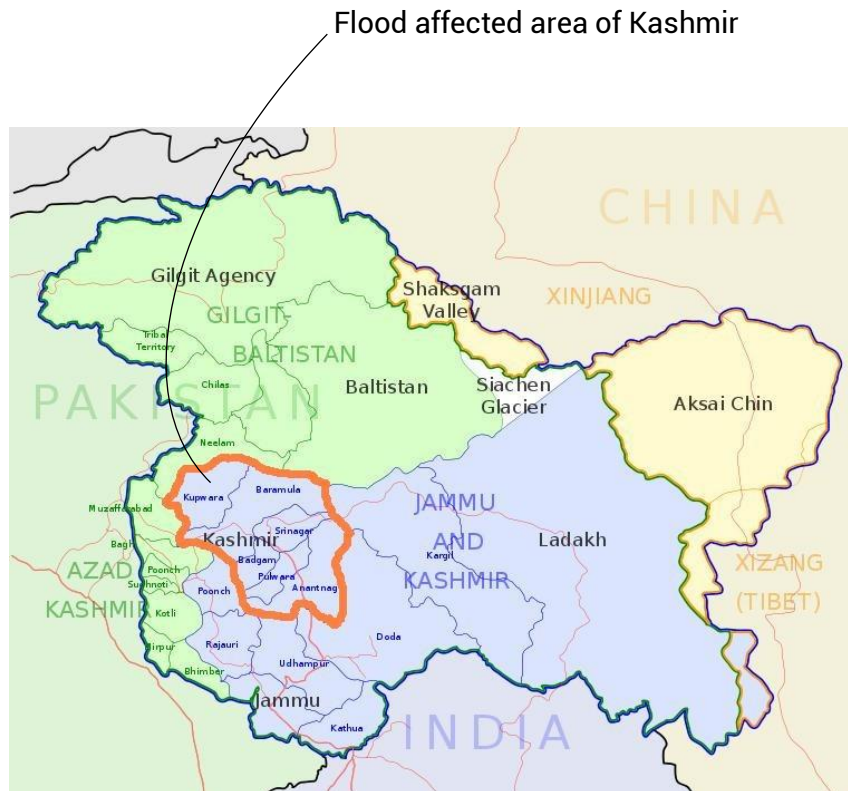 Flood affected area of Kashmir
CHINA
Gilgit Agency
Shaksgam
Valley
XINJIANG
GILGIT-
BALTISTAN
Tribal
Territory
Chilas
Baltistan
Siachen
Glacier
Aksai Chin
PAKISTAN
Neelam
Kupwara
Baramula
Muzaffarabad
JAMMU
AND
KASHMIR
Srinagar
Kashmir
Ladakh
Bagh
Badgam
Kargil
XIZANG
(TIBET)
AZAD
KASHMIR
Poonch
Sudhnoti
Pulwara
Anantnag
Poonch
Kotli
Rajauri
Doda
Mirpur
Udhampur
Bhimber
Jammu
Kathua
INDIA